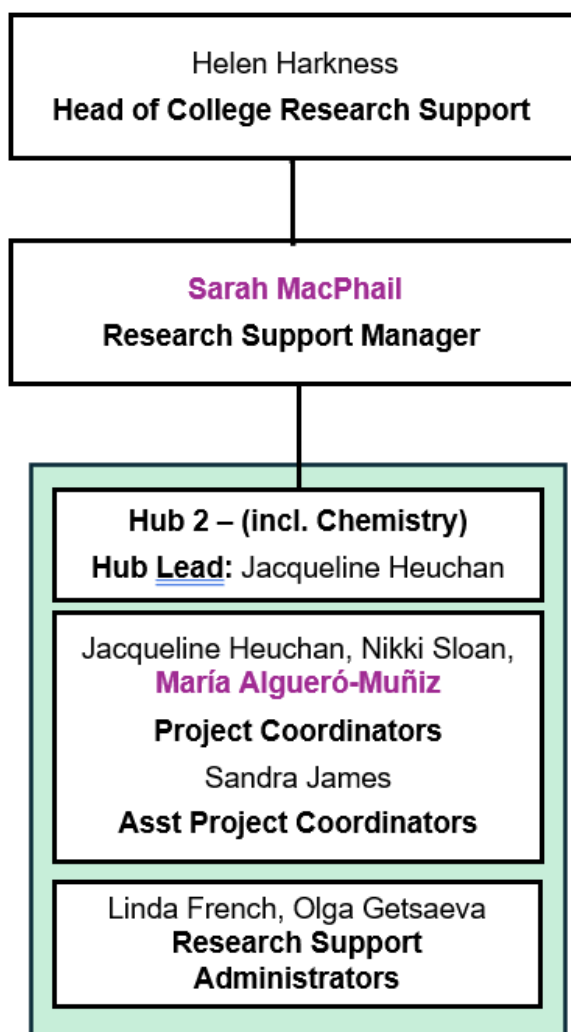 Helen Harkness
Head of College Research Support
Sarah MacPhail
Research Support Manager
Hub 2 – (incl. Chemistry)
Hub Lead: Jacqueline Heuchan
Jacqueline Heuchan, Nikki Sloan,
María Algueró-Muñiz
Project Coordinators
Sandra James
Asst Project Coordinators
Linda French, Olga Getsaeva
Research Support
Administrators